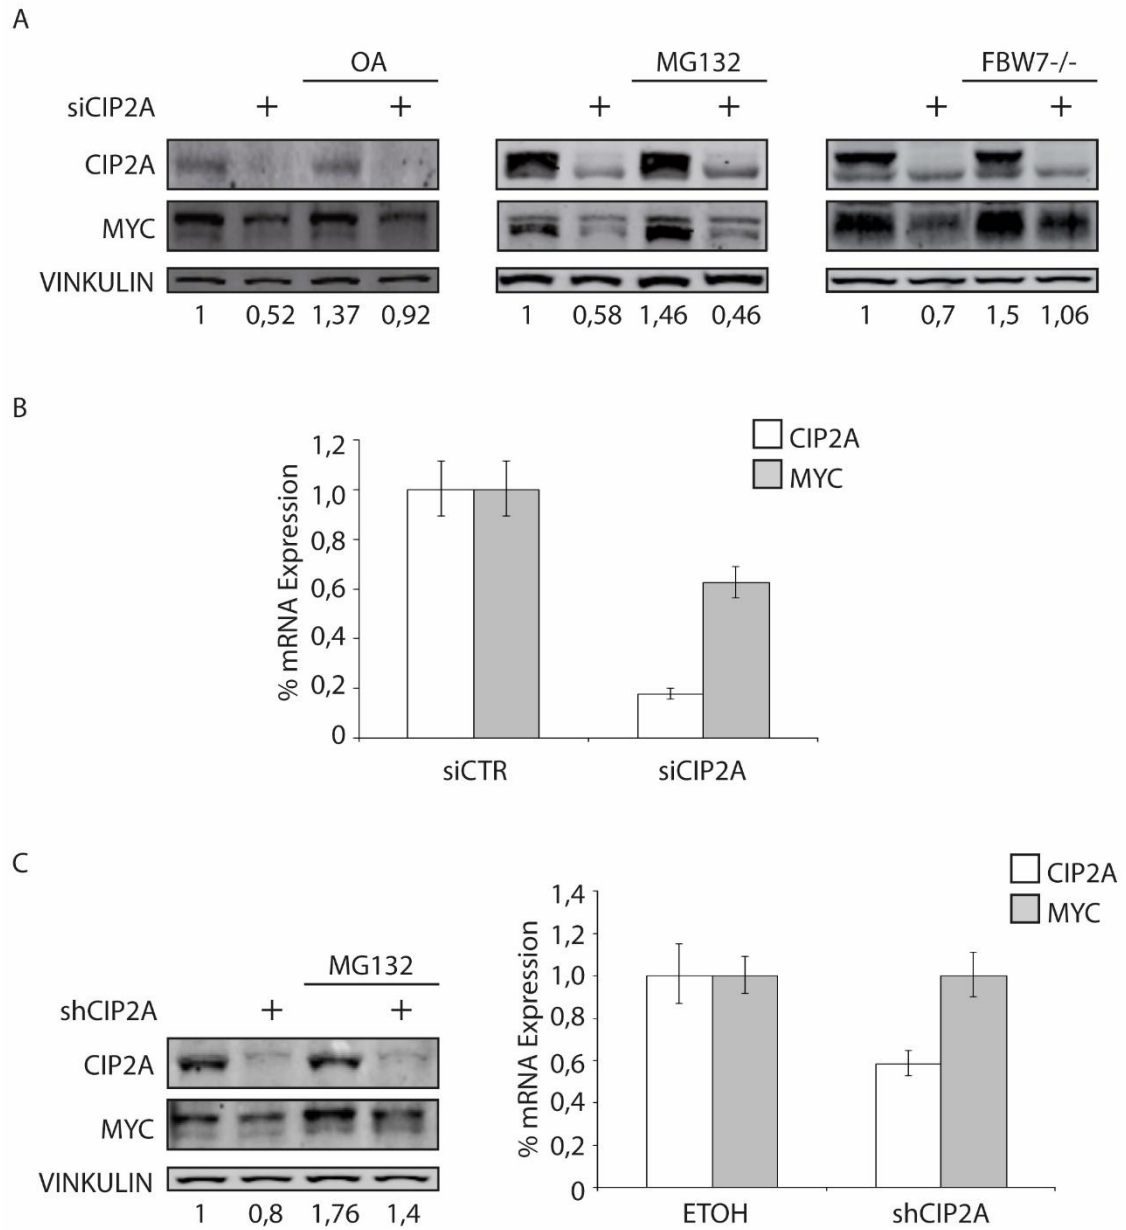 A
OA MG132 FBW7-/-
siCIP2A + + + + + +
CIP2A
MYC
VINKULIN
1 0,52 1,37 0,92 1 0,58 1,46 0,46 1 0,7 1,5 1,06
B
CIP2A
MYC
% mRNA Expression
1,2
1,0
0,8
0,6
0,4
0,2
0
siCTR siCIP2A
C
MG132
shCIP2A + +
CIP2A
MYC
VINKULIN
1 0,8 1,76 1,4
CIP2A
MYC
% mRNA Expression
1,4
1,2
1,0
0,8
0,6
0,4
0,2
0
ETOH shCIP2A